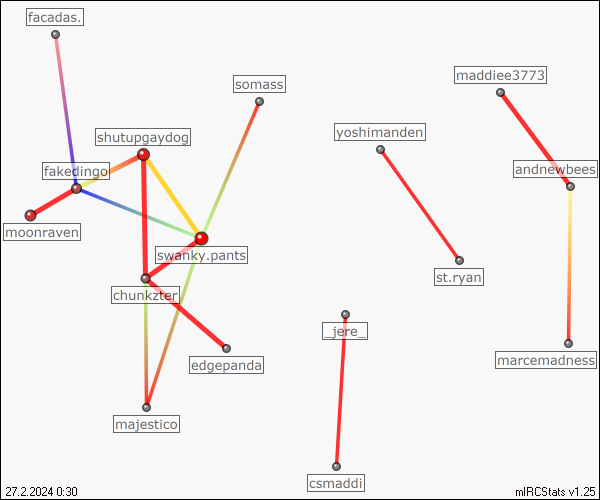 facadas.
maddiee3773
somass
yoshimanden
shutupgaydog
fakedingo
andnewbees
moonraven
swanky.pants
st.ryan
chunkzter
_jere_
marcemadness
edgepanda
majestico
csmaddi
27.2.2024 0:30
mIRCStats v1.25